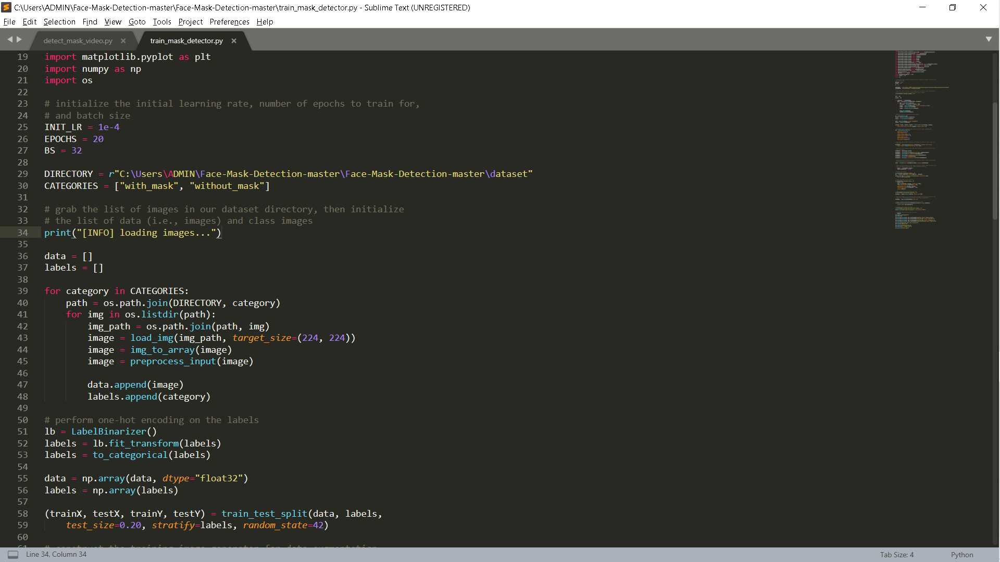 C:\Users\ADMIN\Face-Mask-Detection-master\Face-Mask-Detection-master\train_mask_detector.py - Sublime Text (UNREGISTERED)
File Edit Selection Find View Goto Tools Project Preferences Help
detect_mask_video.py train_mask_detector.py
19 import matplotlib.pyplot as plt
20 import numpy as np
21 import os
22
23 # initialize the initial learning rate, number of epochs to train for,
24 # and batch size
25 INIT_LR = 1e-4
26 EPOCHS = 20
27 BS = 32
28
29 DIRECTORY = r"C:\Users\ADMIN\Face-Mask-Detection-master\Face-Mask-Detection-master\dataset"
30 CATEGORIES = ["with_mask", "without_mask"]
31
32 # grab the list of images in our dataset directory, then initialize
33 # the list of data (i.e., images) and class images
34 print("[INFO] loading images...")
35
36 data = []
37 labels = []
38
39 for category in CATEGORIES:
40     path = os.path.join(DIRECTORY, category)
41     for img in os.listdir(path):
42         img_path = os.path.join(path, img)
43         image = load_img(img_path, target_size=(224, 224))
44         image = img_to_array(image)
45         image = preprocess_input(image)
46
47         data.append(image)
48         labels.append(category)
49
50 # perform one-hot encoding on the labels
51 lb = LabelBinarizer()
52 labels = lb.fit_transform(labels)
53 labels = to_categorical(labels)
54
55 data = np.array(data, dtype="float32")
56 labels = np.array(labels)
57
58 (trainX, testX, trainY, testY) = train_test_split(data, labels,
59     test_size=0.20, stratify=labels, random_state=42)
60
61 # construct the training image generator for data augmentation
Line 34, Column 34 Tab Size: 4 Python